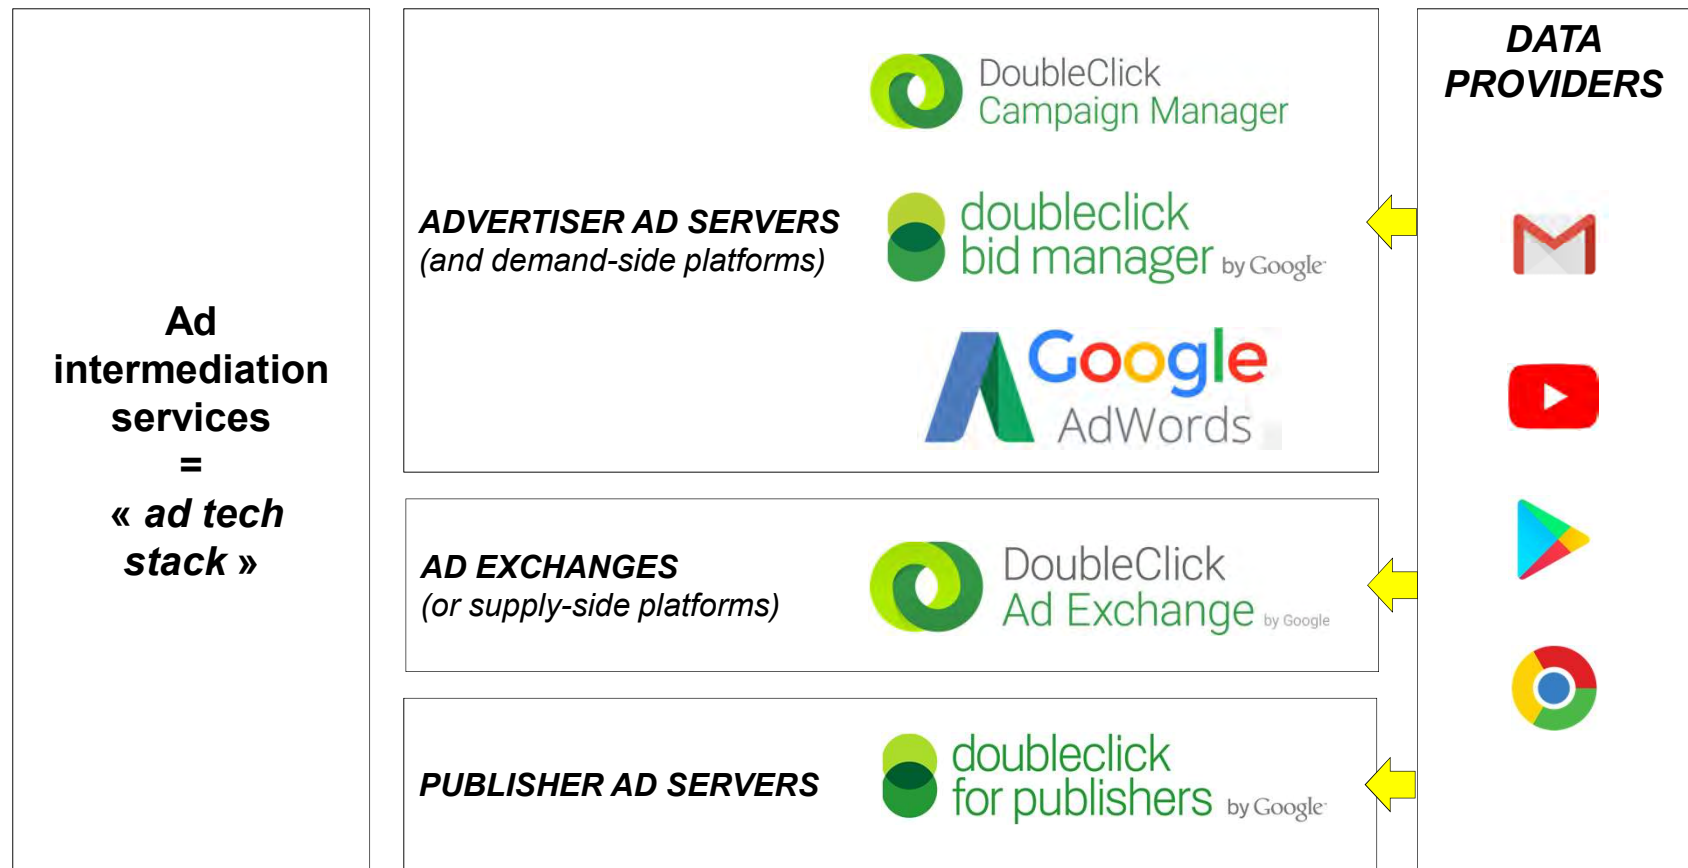 Ad
intermediation
services
=
« ad tech
stack »
DoubleClick
Campaign Manager
ADVERTISER AD SERVERS
(and demand-side platforms)
doubleclick
bid manager by Google
Google
AdWords
AD EXCHANGES
(or supply-side platforms)
DoubleClick
Ad Exchange by Google
PUBLISHER AD SERVERS
doubleclick
for publishers by Google
DATA
PROVIDERS